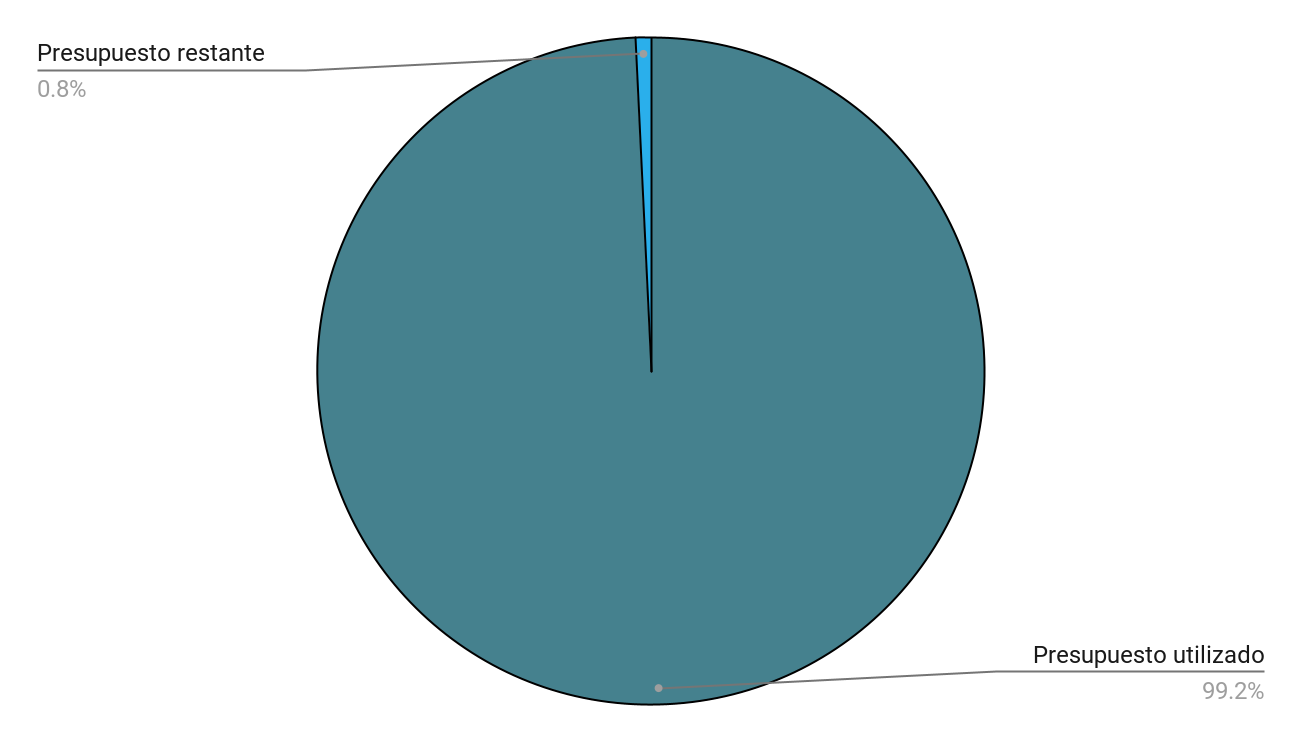 Presupuesto restante
0.8%
Presupuesto utilizado
99.2%